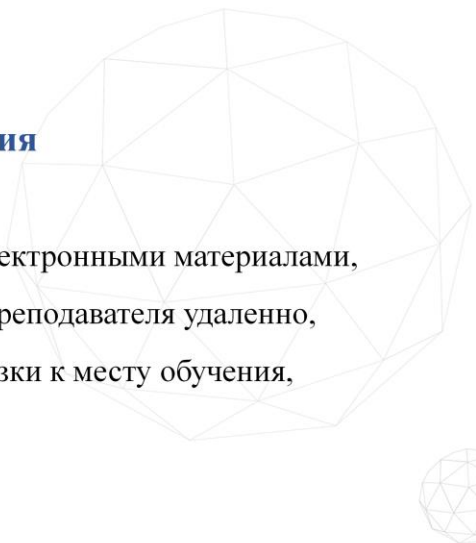 ия
ектронными материалами,
реподавателя удаленно,
зки к месту обучения,